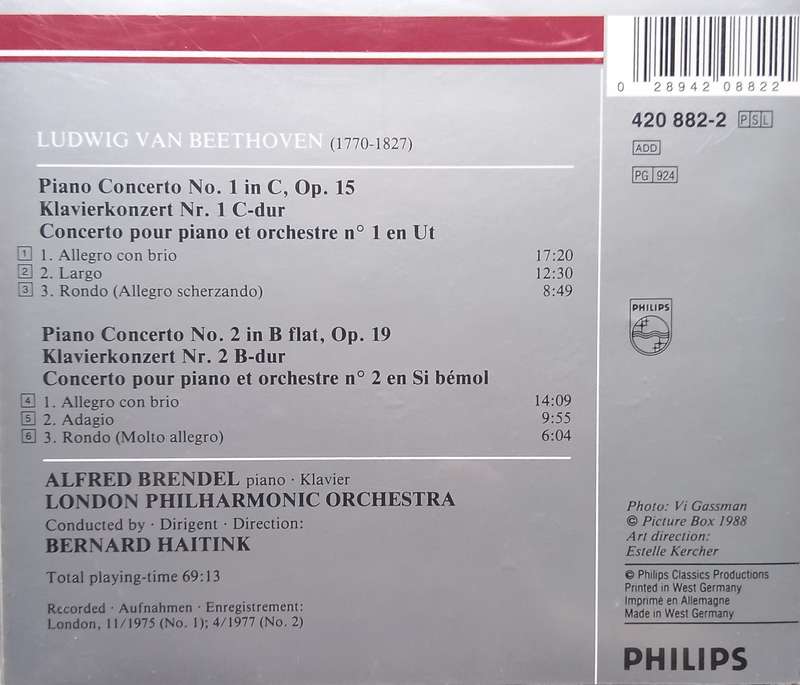 LUDWIG VAN BEETHOVEN (1770-1827)
Piano Concerto No. 1 in C, Op. 15
Klavierkonzert Nr. 1 C-dur
Concerto pour piano et orchestre n° 1 en Ut
1 1. Allegro con brio 17:20
2 2. Largo 12:30
3 3. Rondo (Allegro scherzando) 8:49
Piano Concerto No. 2 in B flat, Op. 19
Klavierkonzert Nr. 2 B-dur
Concerto pour piano et orchestre n° 2 en Si bémol
4 1. Allegro con brio 14:09
5 2. Adagio 9:55
6 3. Rondo (Molto allegro) 6:04
ALFRED BRENDEL piano · Klavier
LONDON PHILHARMONIC ORCHESTRA
Conducted by · Dirigent · Direction:
BERNARD HAITINK
Total playing-time 69:13
Recorded · Aufnahmen · Enregistrement:
London, 11/1975 (No. 1); 4/1977 (No. 2)
0 28942 08822
420 882-2 PSL
ADD
PG 924
PHILIPS
Photo: Vi Gassman
© Picture Box 1988
Art direction:
Estelle Kercher
© Philips Classics Productions
Printed in West Germany
Imprimé en Allemagne
Made in West Germany
PHILIPS